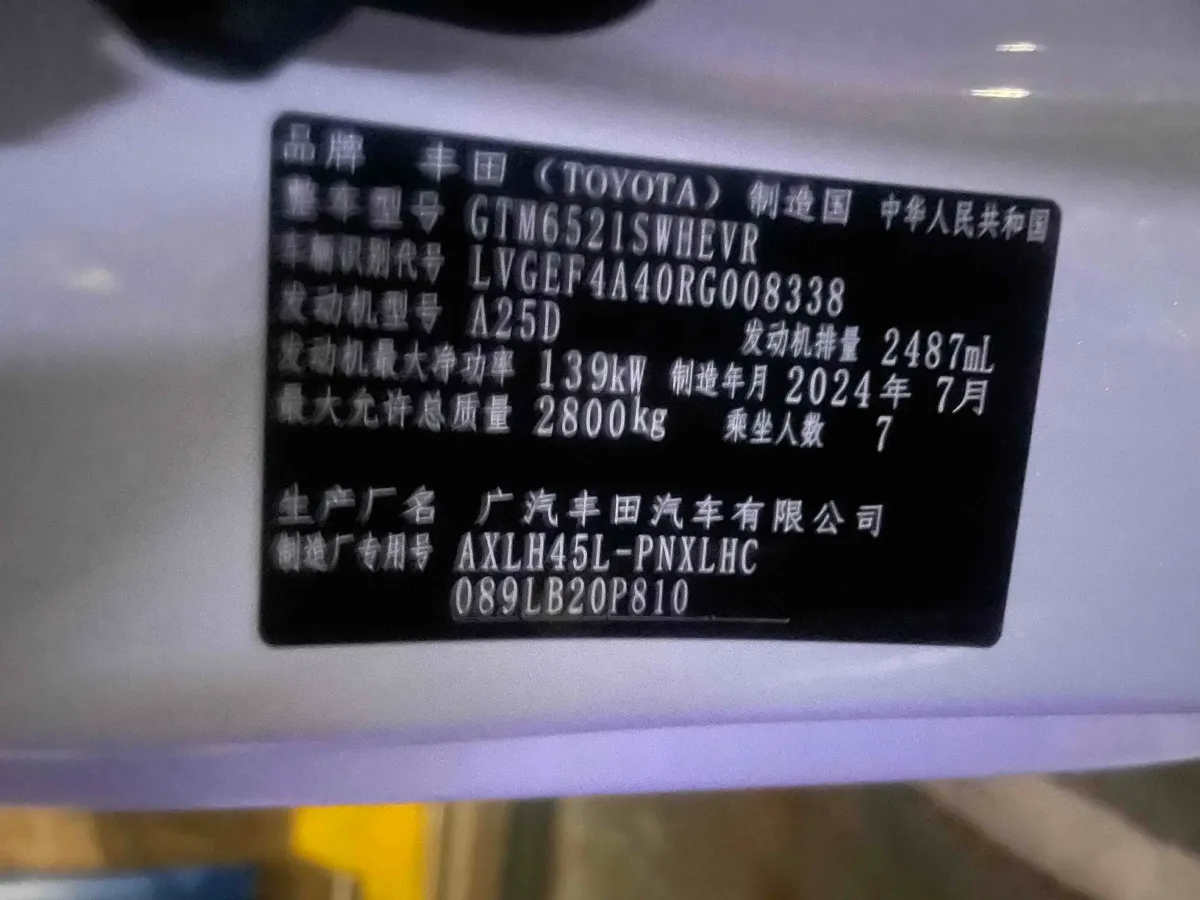 品牌 丰田（TOYOTA） 制造国 中华人民共和国
整车型号 GTM6521SWHEVR
车辆识别代号 LVGEF4A40RG008338
发动机型号 A25D 发动机排量 2487mL
发动机最大净功率 139kW 制造年月 2024年 7月
最大允许总质量 2800kg 乘坐人数 7
生产厂名 广汽丰田汽车有限公司
制造厂专用号 AXLH45L-PNXLHC
089LB20P810